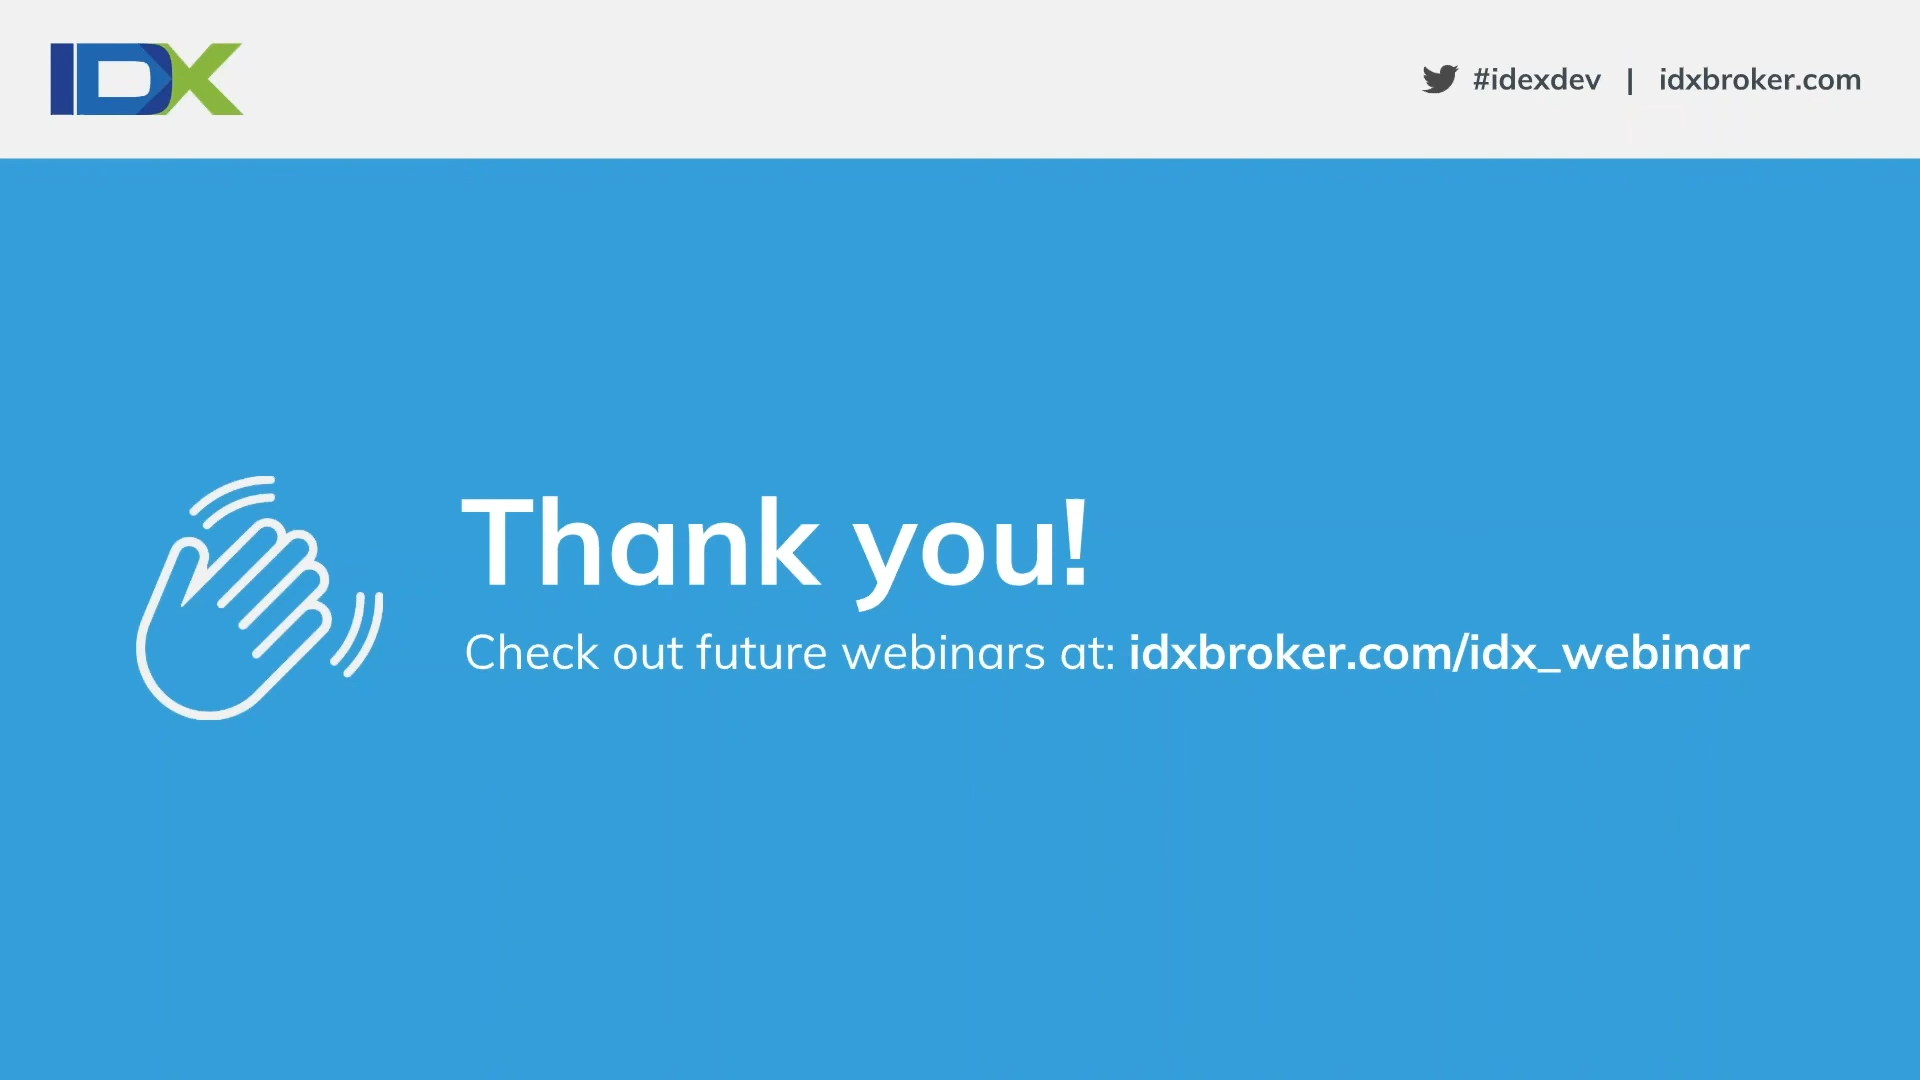 IDX
#idexdev | idxbroker.com
Thank you!
Check out future webinars at: idxbroker.com/idx_webinar